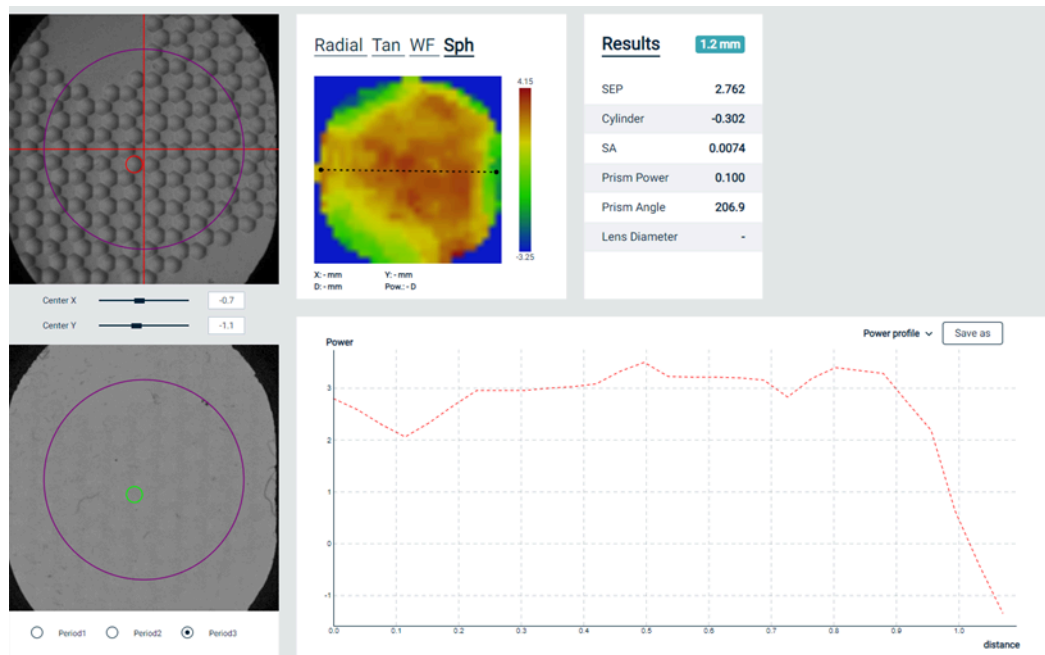 Radial Tan WF Sph
4.15
-3.25
X: - mm Y: - mm
D: - mm Pow.: - D
Results 1.2 mm
SEP 2.762
Cylinder -0.302
SA 0.0074
Prism Power 0.100
Prism Angle 206.9
Lens Diameter -
Center X -0.7
Center Y -1.1
Period1 Period2 Period3
Power profile Save as
Power
3
2
1
0
-1
0.0 0.1 0.2 0.3 0.4 0.5 0.6 0.7 0.8 0.9 1.0
distance